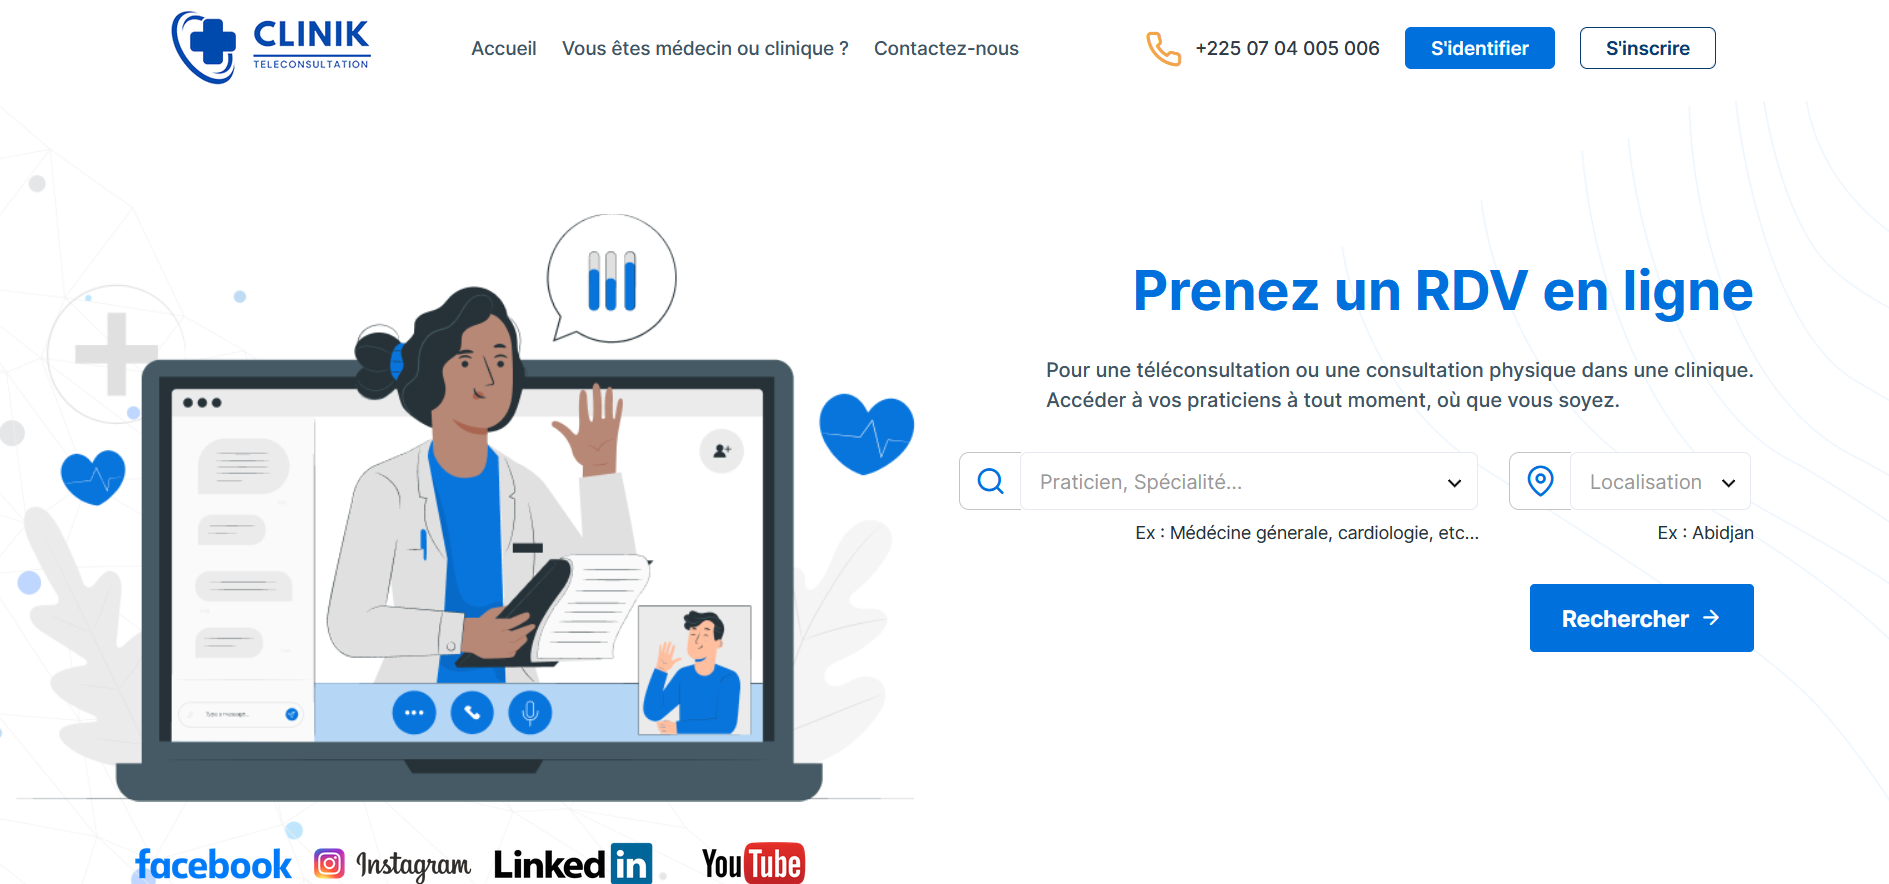 CLINIK
TELECONSULTATION
Accueil
Vous êtes médecin ou clinique ?
Contactez-nous
+225 07 04 005 006
S'identifier
S'inscrire
Prenez un RDV en ligne
Pour une téléconsultation ou une consultation physique dans une clinique.
Accéder à vos praticiens à tout moment, où que vous soyez.
Praticien, Spécialité...
Localisation
Ex : Médécine génerale, cardiologie, etc...
Ex : Abidjan
Rechercher
Type a message...
facebook
Instagram
Linked in
YouTube